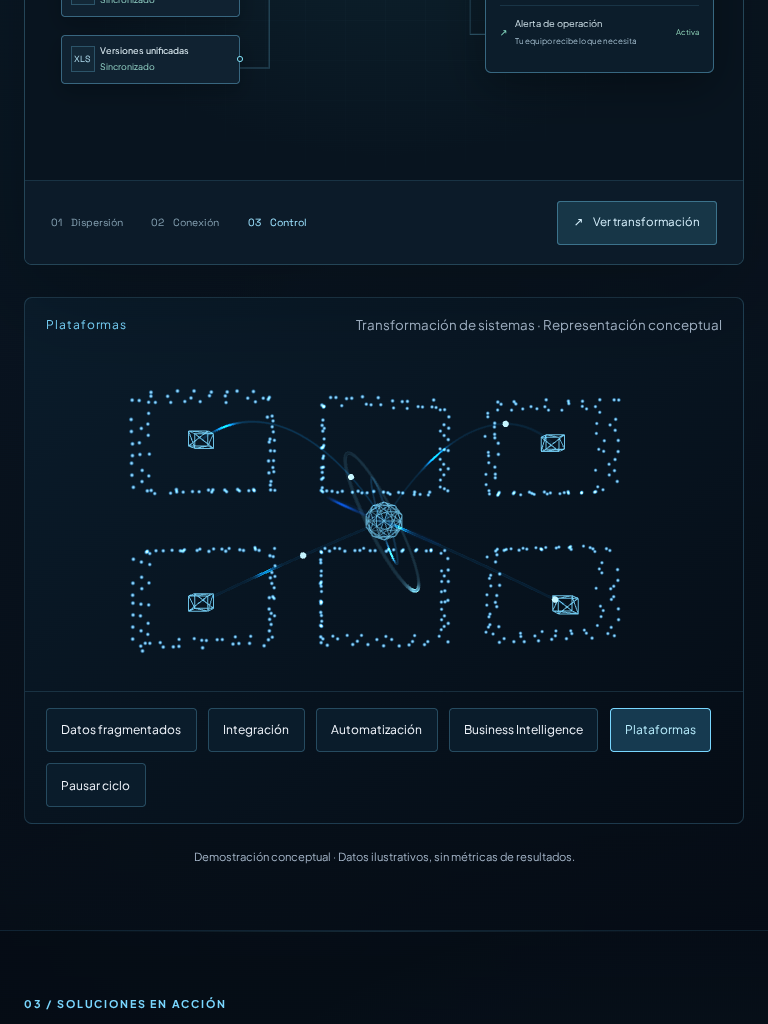 Sincronizado
XLS
Versiones unificadas
Sincronizado
↗ Alerta de operación
Tu equipo recibe lo que necesita
Activa
01 Dispersión 02 Conexión 03 Control
↗ Ver transformación
Plataformas
Transformación de sistemas · Representación conceptual
Datos fragmentados
Integración
Automatización
Business Intelligence
Plataformas
Pausar ciclo
Demostración conceptual · Datos ilustrativos, sin métricas de resultados.
03 / SOLUCIONES EN ACCIÓN